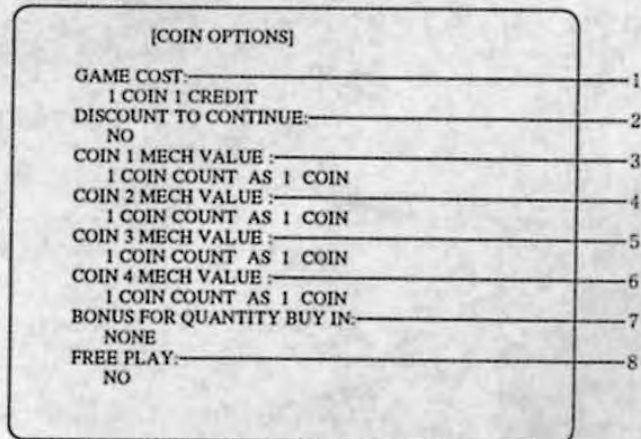 [COIN OPTIONS]
GAME COST: 1
1 COIN 1 CREDIT
DISCOUNT TO CONTINUE: 2
NO
COIN 1 MECH VALUE : 3
1 COIN COUNT AS 1 COIN
COIN 2 MECH VALUE : 4
1 COIN COUNT AS 1 COIN
COIN 3 MECH VALUE : 5
1 COIN COUNT AS 1 COIN
COIN 4 MECH VALUE : 6
1 COIN COUNT AS 1 COIN
BONUS FOR QUANTITY BUY IN: 7
NONE
FREE PLAY: 8
NO